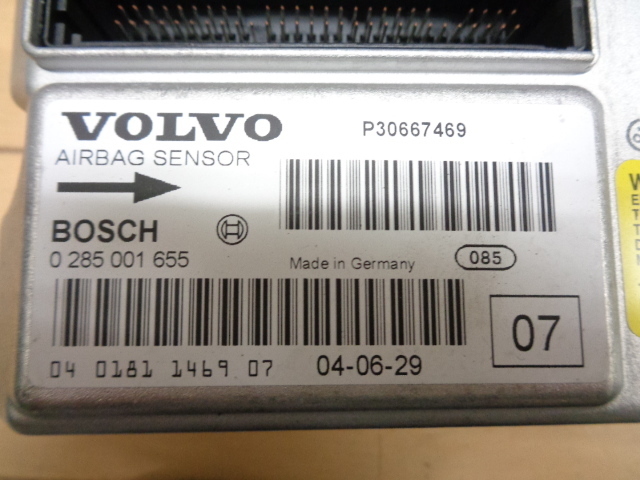 VOLVO
P30667469
AIRBAG SENSOR
BOSCH
0 285 001 655
Made in Germany
085
07
04 0181 1469 07
04-06-29
W
E
T
T
D